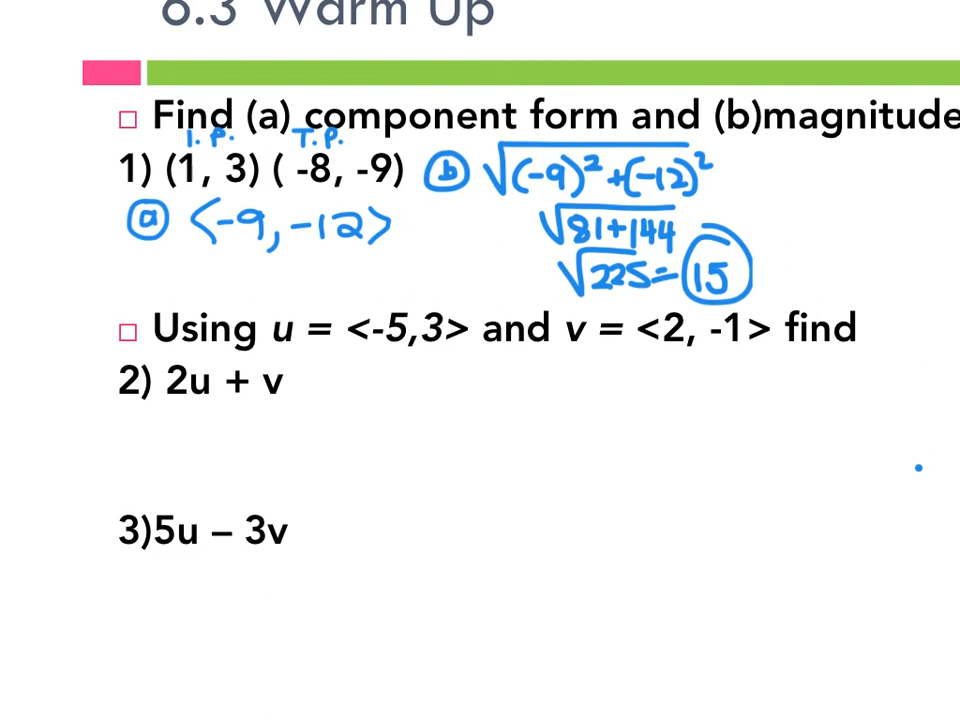 6.3 Warm Up
□ Find (a) component form and (b)magnitude
I. P. T. P.
1) (1, 3) ( -8, -9) ⓑ √(-9)² + (-12)²
ⓐ <-9, -12> √81+144
√225 = 15
□ Using u = <-5,3> and v = <2, -1> find
2) 2u + v
3)5u – 3v